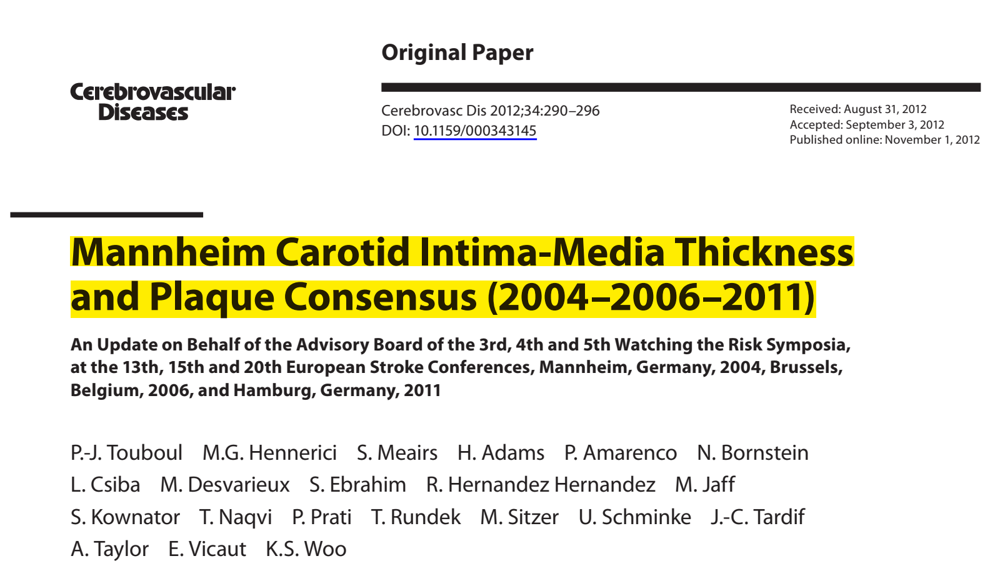 Original Paper
Cerebrovascular
Diseases
Cerebrovasc Dis 2012;34:290–296
DOI: 10.1159/000343145
Received: August 31, 2012
Accepted: September 3, 2012
Published online: November 1, 2012
Mannheim Carotid Intima-Media Thickness
and Plaque Consensus (2004–2006–2011)
An Update on Behalf of the Advisory Board of the 3rd, 4th and 5th Watching the Risk Symposia,
at the 13th, 15th and 20th European Stroke Conferences, Mannheim, Germany, 2004, Brussels,
Belgium, 2006, and Hamburg, Germany, 2011
P.-J. Touboul M.G. Hennerici S. Meairs H. Adams P. Amarenco N. Bornstein
L. Csiba M. Desvarieux S. Ebrahim R. Hernandez Hernandez M. Jaff
S. Kownator T. Naqvi P. Prati T. Rundek M. Sitzer U. Schminke J.-C. Tardif
A. Taylor E. Vicaut K.S. Woo